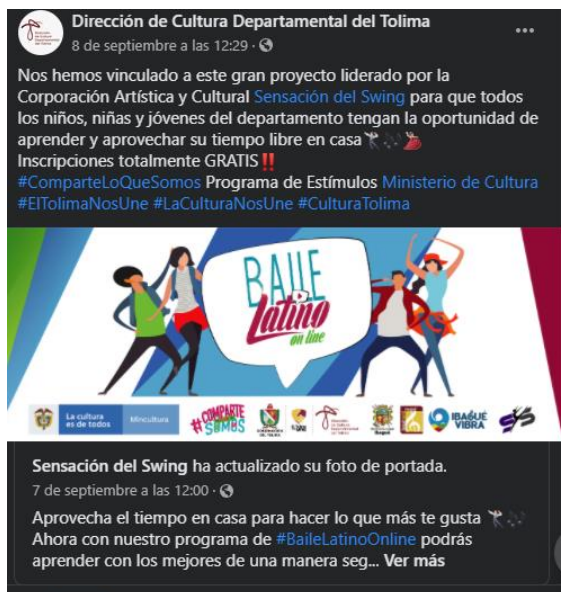 Dirección de Cultura Departamental del Tolima
8 de septiembre a las 12:29 ·
Nos hemos vinculado a este gran proyecto liderado por la
Corporación Artística y Cultural Sensación del Swing para que todos
los niños, niñas y jóvenes del departamento tengan la oportunidad de
aprender y aprovechar su tiempo libre en casa
Inscripciones totalmente GRATIS‼
#ComparteLoQueSomos Programa de Estímulos Ministerio de Cultura
#ElTolimaNosUne #LaCulturaNosUne #CulturaTolima
BAILE
Latino
on line
La cultura
es de todos
Mincultura
#COMPARTE
SOMOS
IBAGUÉ
VIBRA
Sensación del Swing ha actualizado su foto de portada.
7 de septiembre a las 12:00 ·
Aprovecha el tiempo en casa para hacer lo que más te gusta
Ahora con nuestro programa de #BaileLatinoOnline podrás
aprender con los mejores de una manera seg... Ver más